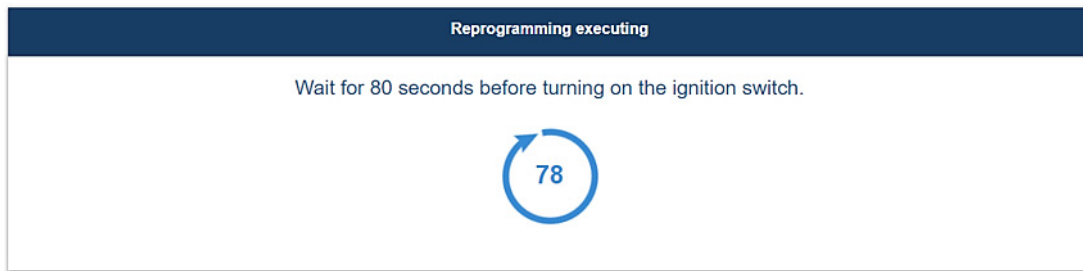 Reprogramming executing
Wait for 80 seconds before turning on the ignition switch.
78